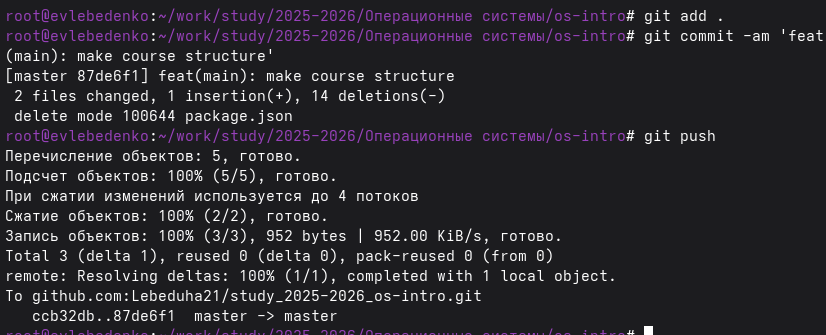 root@evlebedenko:~/work/study/2025-2026/Операционные системы/os-intro# git add .
root@evlebedenko:~/work/study/2025-2026/Операционные системы/os-intro# git commit -am 'feat
(main): make course structure'
[master 87de6f1] feat(main): make course structure
 2 files changed, 1 insertion(+), 14 deletions(-)
 delete mode 100644 package.json
root@evlebedenko:~/work/study/2025-2026/Операционные системы/os-intro# git push
Перечисление объектов: 5, готово.
Подсчет объектов: 100% (5/5), готово.
При сжатии изменений используется до 4 потоков
Сжатие объектов: 100% (2/2), готово.
Запись объектов: 100% (3/3), 952 bytes | 952.00 KiB/s, готово.
Total 3 (delta 1), reused 0 (delta 0), pack-reused 0 (from 0)
remote: Resolving deltas: 100% (1/1), completed with 1 local object.
To github.com:Lebeduha21/study_2025-2026_os-intro.git
   ccb32db..87de6f1  master -> master
root@evlebedenko:~/work/study/2025-2026/Операционные системы/os-intro#